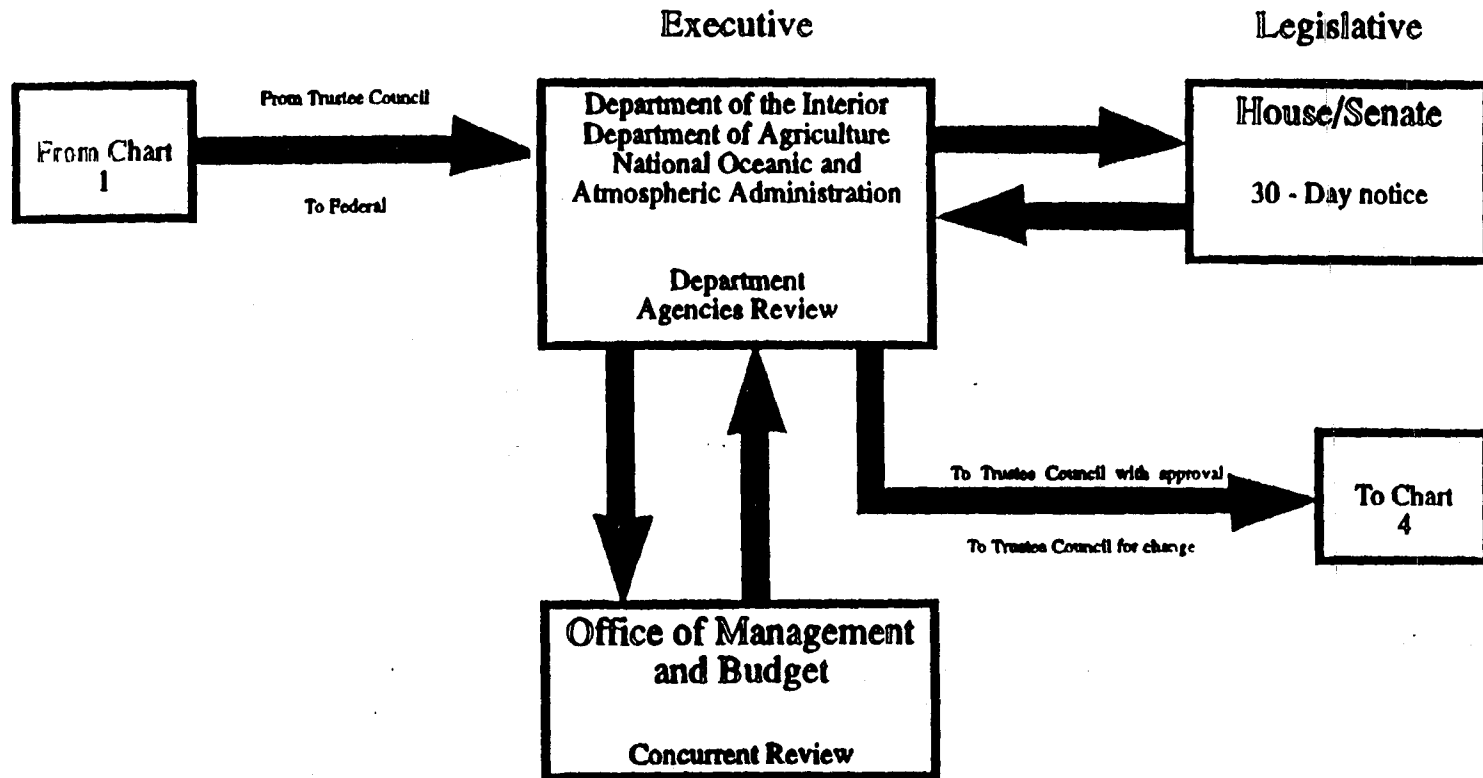 Executive
Legislative
From Chart
1
From Trustee Council
To Federal
Department of the Interior
Department of Agriculture
National Oceanic and
Atmospheric Administration
Department
Agencies Review
House/Senate
30 - Day notice
To Trustee Council with approval
To Trustee Council for change
To Chart
4
Office of Management
and Budget
Concurrent Review